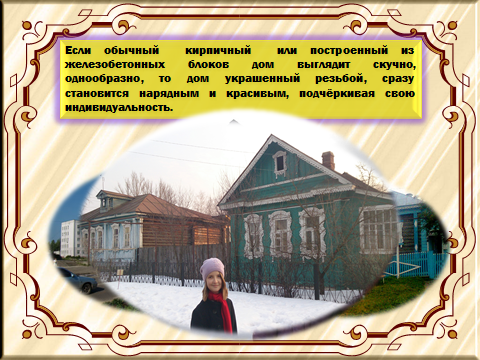 Если обычный кирпичный или построенный из
железобетонных блоков дом выглядит скучно,
однообразно, то дом украшенный резьбой, сразу
становится нарядным и красивым, подчёркивая свою
индивидуальность.